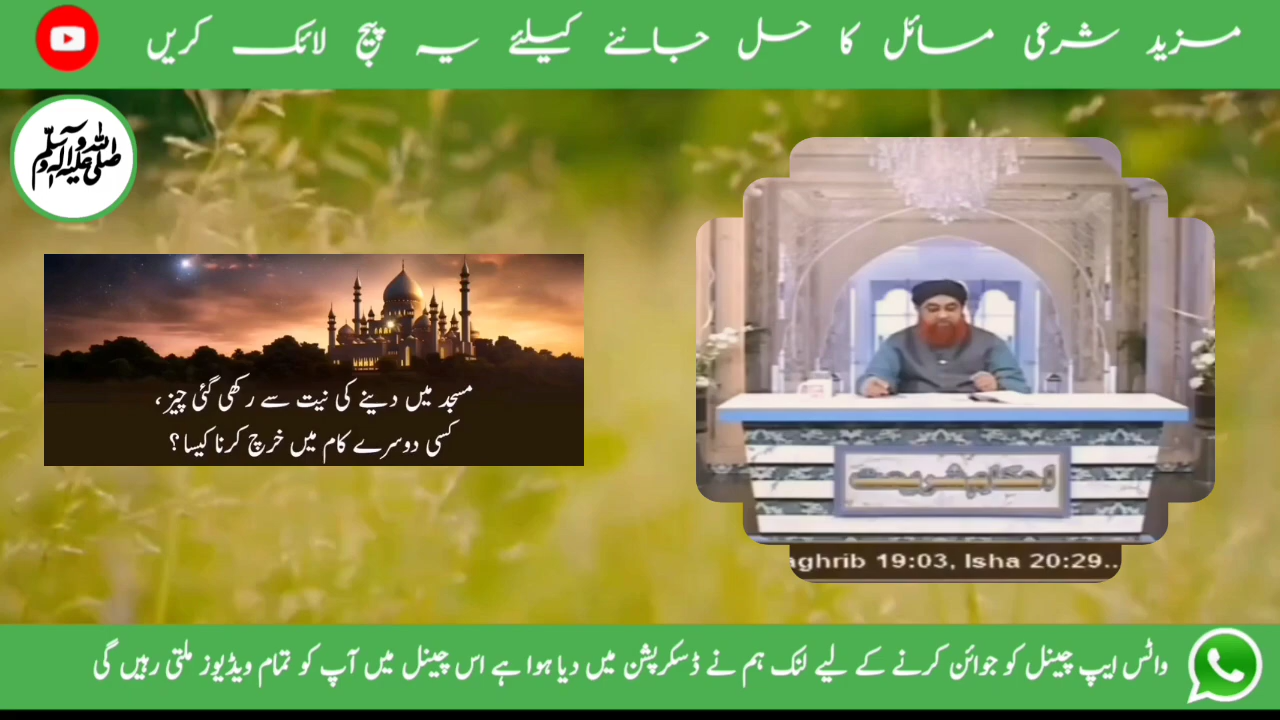 مزید شرعی مسائل کا حل جاننے کیلئے یہ پیج لائک کریں
صلی اللہ علیہ وآلہ وسلم
مسجد میں دینے کی نیت سے رکھی گئی چیز ،
کسی دوسرے کام میں خرچ کرنا کیسا ؟
احکام شریعت
aghrib 19:03, Isha 20:29..
واٹس ایپ چینل کو جوائن کرنے کے لیے لنک ہم نے ڈسکرپشن میں دیا ہوا ہے اس چینل میں آپ کو تمام ویڈیوز ملتی رہیں گی